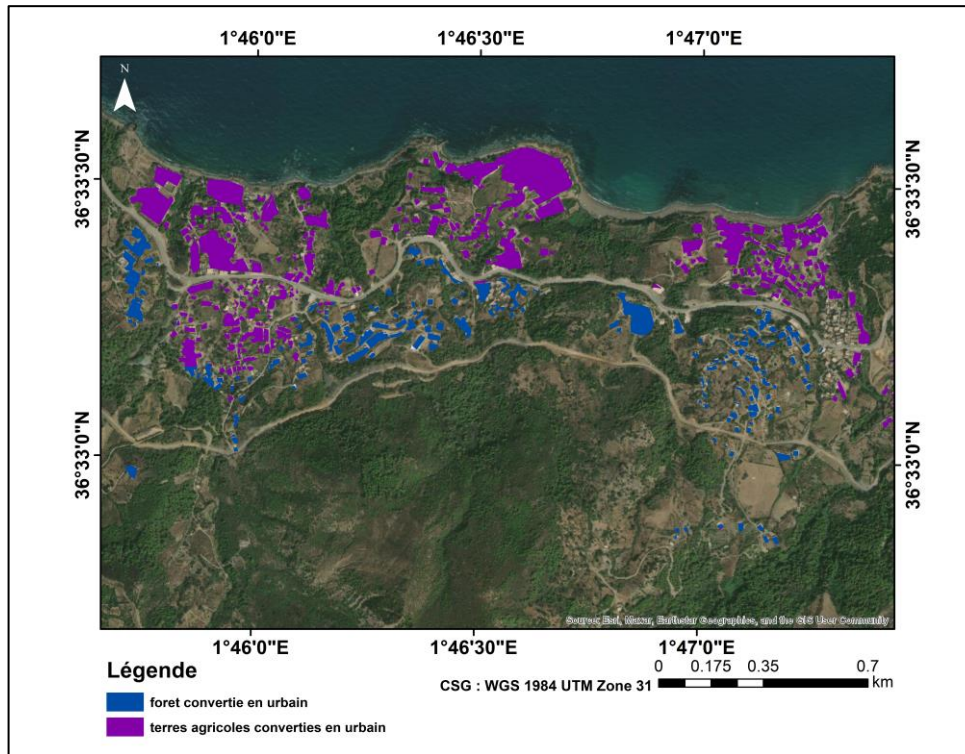 1°46'0"E 1°46'30"E 1°47'0"E
N
36°33'30"N 36°33'30"N
36°33'0"N 36°33'0"N
Source: Esri, Maxar, Earthstar Geographics, and the GIS User Community
1°46'0"E 1°46'30"E 1°47'0"E
Légende
foret convertie en urbain
terres agricoles converties en urbain
CSG : WGS 1984 UTM Zone 31
0 0.175 0.35 0.7
km